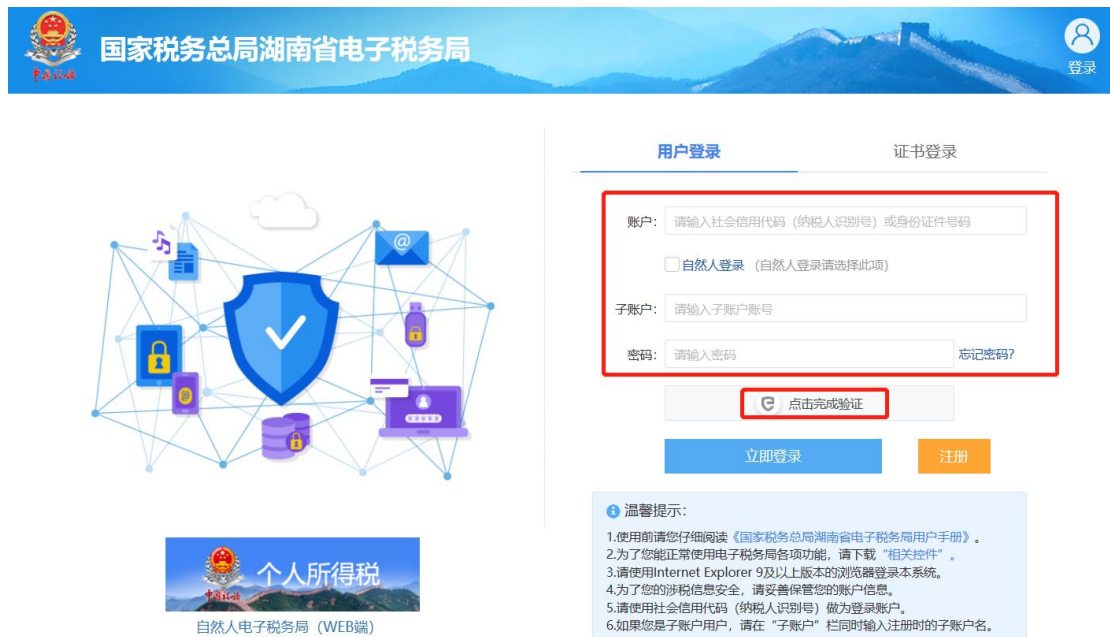 国家税务总局湖南省电子税务局
登录
用户登录
证书登录
账户：
请输入社会信用代码（纳税人识别号）或身份证件号码
自然人登录 （自然人登录请选择此项）
子账户：
请输入子账户账号
密码：
请输入密码
忘记密码?
点击完成验证
立即登录
注册
温馨提示：
1.使用前请您仔细阅读《国家税务总局湖南省电子税务局用户手册》。
2.为了您能正常使用电子税务局各项功能，请下载“相关控件”。
3.请使用Internet Explorer 9及以上版本的浏览器登录本系统。
4.为了您的涉税信息安全，请妥善保管您的账户信息。
5.请使用社会信用代码（纳税人识别号）做为登录账户。
6.如果您是子账户用户，请在“子账户”栏同时输入注册时的子账户名。
@
个人所得税
自然人电子税务局（WEB端）